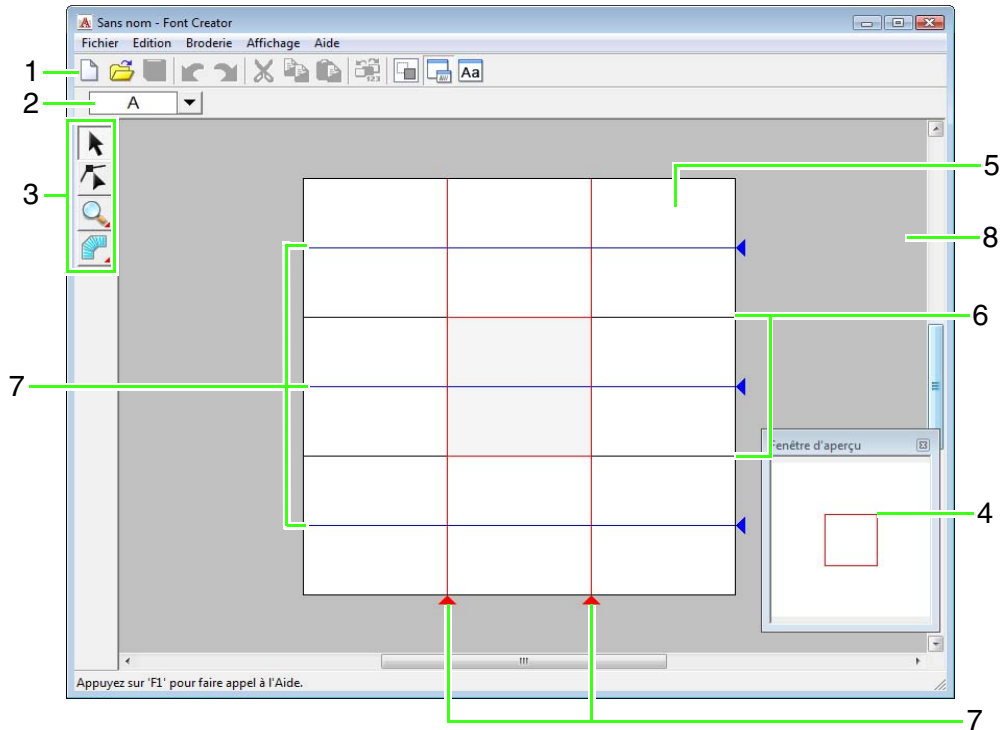 Sans nom - Font Creator
Fichier Edition Broderie Affichage Aide
1
Aa
2
A
3
5
8
6
7
Fenêtre d'aperçu
4
Appuyez sur 'F1' pour faire appel à l'Aide.
7